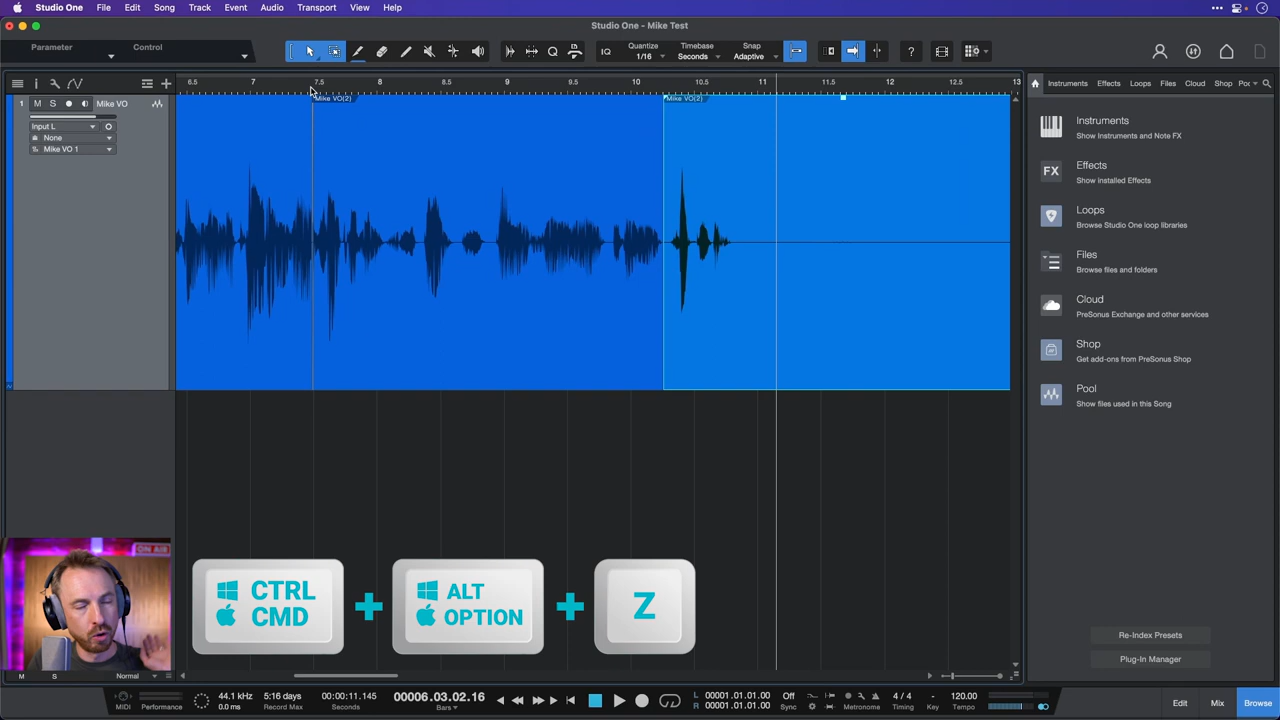 Studio One File Edit Song Track Event Audio Transport View Help
Studio One - Mike Test
Parameter Control
IQ
Quantize
1/16
Timebase
Seconds
Snap
Adaptive
?
6.5 7 7.5 8 8.5 9 9.5 10 10.5 11 11.5 12 12.5 13
Instruments Effects Loops Files Cloud Shop Poo
1 M S Mike VO
Input L
None
Mike VO 1
Mike VO(2)
Mike VO(2)
Instruments
Show Instruments and Note FX
FX
Effects
Show installed Effects
Loops
Browse Studio One loop libraries
Files
Browse files and folders
Cloud
PreSonus Exchange and other services
Shop
Get add-ons from PreSonus Shop
Pool
Show files used in this Song
Re-Index Presets
Plug-In Manager
ON AIR
CTRL
CMD
+
ALT
OPTION
+
Z
M S Normal
MIDI
Performance
44.1 kHz
0.0 ms
5:16 days
Record Max
00:00:11.145
Seconds
00006.03.02.16
Bars
L 00001.01.01.00
R 00001.01.01.00
Off
Sync
Metronome
4 / 4
Timing
-
Key
120.00
Tempo
Edit Mix Browse